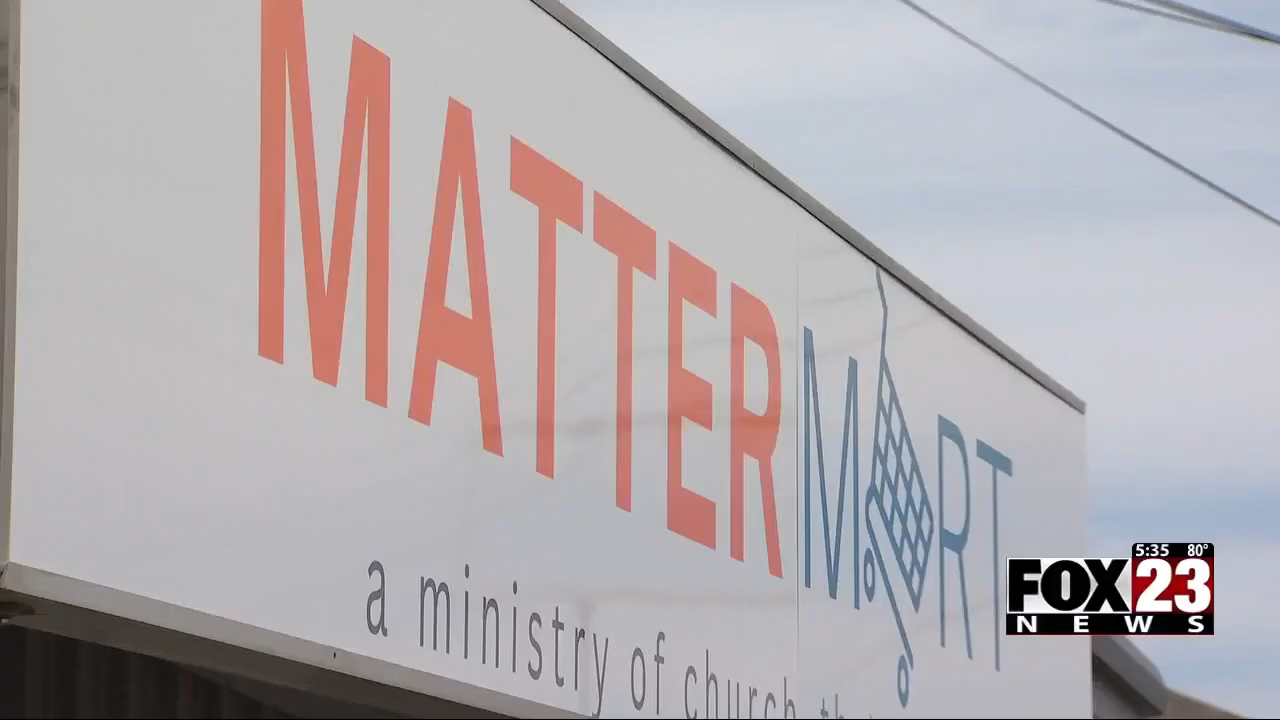 MATTER MART
a ministry of church
5:35 80°
FOX 23
NEWS